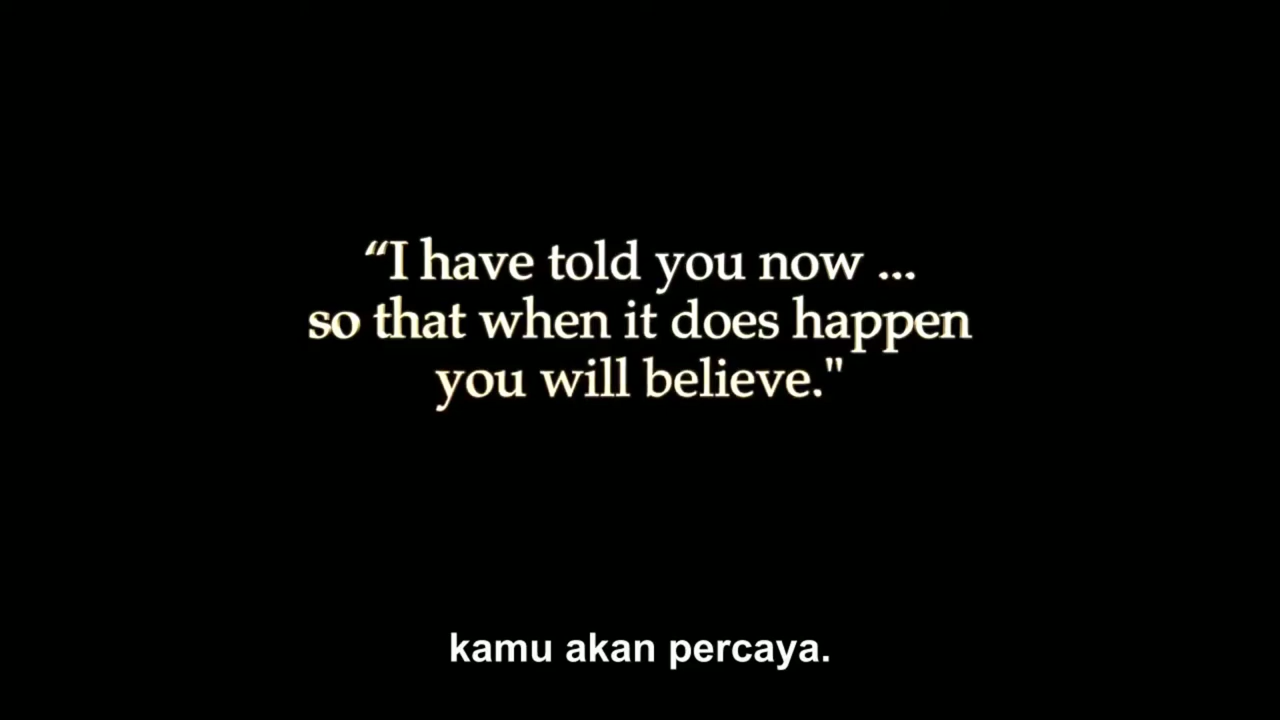 “I have told you now ...
so that when it does happen
you will believe."
kamu akan percaya.